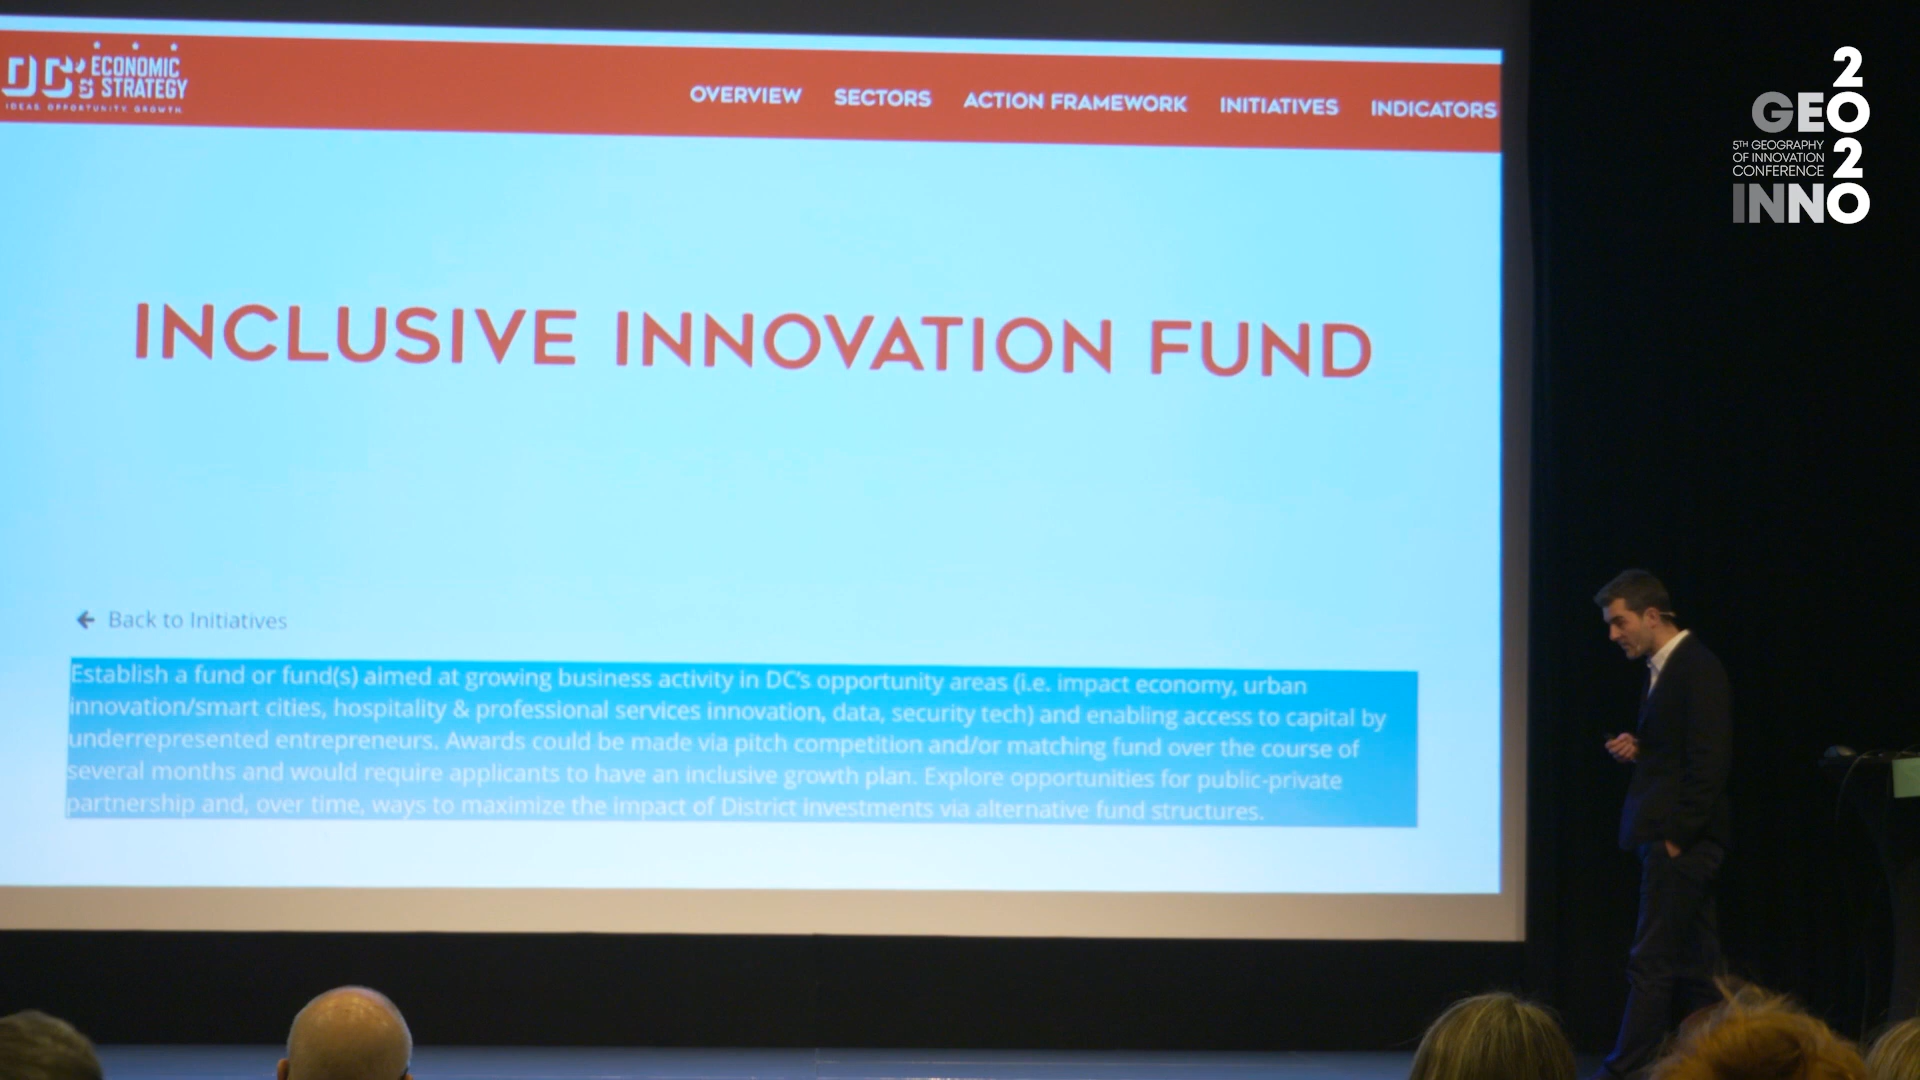 DC's ECONOMIC STRATEGY
IDEAS OPPORTUNITY GROWTH
OVERVIEW SECTORS ACTION FRAMEWORK INITIATIVES INDICATORS
INCLUSIVE INNOVATION FUND
Back to Initiatives
Establish a fund or fund(s) aimed at growing business activity in DC's opportunity areas (i.e. impact economy, urban
innovation/smart cities, hospitality & professional services innovation, data, security tech) and enabling access to capital by
underrepresented entrepreneurs. Awards could be made via pitch competition and/or matching fund over the course of
several months and would require applicants to have an inclusive growth plan. Explore opportunities for public-private
partnership and, over time, ways to maximize the impact of District investments via alternative fund structures.
2
GEO
5TH GEOGRAPHY
OF INNOVATION
CONFERENCE
2
INNO